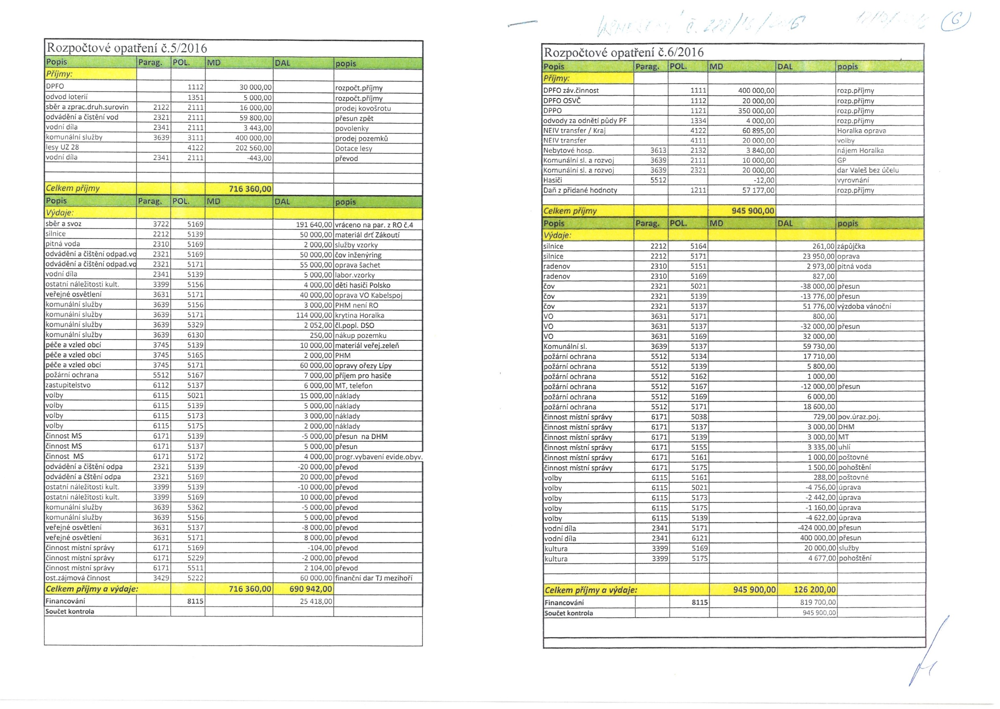 č. 6
Rozpočtové opatření č.5/2016
Popis Parag. POL. MD DAL popis
Příjmy:
DPFO 1112 30 000,00 rozpočt.příjmy
odvod loterií 1351 5 000,00 rozpočt.příjmy
sběr a zprac.druh.surovin 2122 2111 16 000,00 prodej kovošrotu
odvádění a čistění vod 2321 2111 59 800,00 přesun zpět
vodní díla 2341 2111 3 443,00 povolenky
komunální služby 3639 3111 400 000,00 prodej pozemků
lesy UZ 28 4122 202 560,00 Dotace lesy
vodní díla 2341 2111 -443,00 převod
Celkem příjmy 716 360,00
Popis Parag. POL. MD DAL popis
Výdaje:
sběr a svoz 3722 5169 191 640,00 vráceno na par. z RO č.4
silnice 2212 5139 50 000,00 materiál drť Zákoutí
pitná voda 2310 5169 2 000,00 služby vzorky
odvádění a čištění odpad.vo 2321 5169 50 000,00 čov inženýring
odvádění a čištění odpad.vo 2321 5171 55 000,00 oprava šachet
vodní díla 2341 5139 5 000,00 labor.vzorky
ostatní náležitosti kult. 3399 5156 4 000,00 děti hasiči Polsko
veřejné osvětlení 3631 5171 40 000,00 oprava VO Kabelspoj
komunální služby 3639 5156 3 000,00 PHM není RO
komunální služby 3639 5171 114 000,00 krytina Horalka
komunální služby 3639 5329 2 052,00 čl.popl. DSO
komunální služby 3639 6130 250,00 nákup pozemku
péče a vzled obcí 3745 5139 10 000,00 materiál veřej.zeleň
péče a vzled obcí 3745 5165 2 000,00 PHM
péče a vzled obcí 3745 5171 60 000,00 opravy ořezy Lípy
požární ochrana 5512 5167 7 000,00 příjem pro hasiče
zastupitelstvo 6112 5137 6 000,00 MT, telefon
volby 6115 5021 15 000,00 náklady
volby 6115 5139 5 000,00 náklady
volby 6115 5173 3 000,00 náklady
volby 6115 5175 2 000,00 náklady
činnost MS 6171 5139 -5 000,00 přesun na DHM
činnost MS 6171 5137 5 000,00 přesun
činnost MS 6171 5172 4 000,00 progr.vybavení evide.obyv.
odvádění a čištění odpa 2321 5139 -20 000,00 převod
odvádění a čštění odpa 2321 5169 20 000,00 převod
ostatní náležitosti kult. 3399 5139 -10 000,00 převod
ostatní náležitosti kult. 3399 5169 10 000,00 převod
komunální služby 3639 5362 -5 000,00 převod
komunální služby 3639 5156 5 000,00 převod
veřejné osvětlení 3631 5137 -8 000,00 převod
veřejné osvětlení 3631 5171 8 000,00 převod
činnost místní správy 6171 5169 -104,00 převod
činnost místní správy 6171 5229 -2 000,00 převod
činnost místní správy 6171 5511 2 104,00 převod
ost.zájmová činnost 3429 5222 60 000,00 finanční dar TJ mezihoří
Celkem příjmy a výdaje: 716 360,00 690 942,00
Financování 8115 25 418,00
Součet kontrola
Rozpočtové opatření č.6/2016
Popis Parag. POL. MD DAL popis
Příjmy:
DPFO záv.činnost 1111 400 000,00 rozp.příjmy
DPFO OSVČ 1112 20 000,00 rozp.příjmy
DPPO 1121 350 000,00 rozp.příjmy
odvody za odnětí půdy PF 1334 4 000,00 rozp.příjmy
NEIV transfer / Kraj 4122 60 895,00 Horalka oprava
NEIV transfer 4111 20 000,00 volby
Nebytové hosp. 3613 2132 3 840,00 nájem Horalka
Komunální sl. a rozvoj 3639 2111 10 000,00 GP
Komunální sl. a rozvoj 3639 2321 20 000,00 dar Valeš bez účelu
Hasiči 5512 -12,00 vyrovnání
Daň z přidané hodnoty 1211 57 177,00 rozp.příjmy
Celkem příjmy 945 900,00
Popis Parag. POL. MD DAL popis
Výdaje:
silnice 2212 5164 261,00 zápůjčka
silnice 2212 5171 23 950,00 oprava
radenov 2310 5151 2 973,00 pitná voda
radenov 2310 5169 827,00
čov 2321 5021 -38 000,00 přesun
čov 2321 5139 -13 776,00 přesun
čov 2321 5137 51 776,00 výzdoba vánoční
VO 3631 5171 800,00
VO 3631 5137 -32 000,00 přesun
VO 3631 5169 32 000,00
Komunální sl. 3639 5137 59 730,00
požární ochrana 5512 5134 17 710,00
požární ochrana 5512 5139 5 800,00
požární ochrana 5512 5162 1 000,00
požární ochrana 5512 5167 -12 000,00 přesun
požární ochrana 5512 5169 6 000,00
požární ochrana 5512 5171 18 600,00
činnost místní správy 6171 5038 729,00 pov.úraz.poj.
činnost místní správy 6171 5137 3 000,00 DHM
činnost místní správy 6171 5139 3 000,00 MT
činnost místní správy 6171 5155 3 335,00 uhlí
činnost místní správy 6171 5161 1 000,00 poštovné
činnost místní správy 6171 5175 1 500,00 pohoštění
volby 6115 5161 288,00 poštovné
volby 6115 5021 -4 756,00 úprava
volby 6115 5173 -2 442,00 úprava
volby 6115 5175 -1 160,00 úprava
volby 6115 5139 -4 622,00 úprava
vodní díla 2341 5171 -424 000,00 přesun
vodní díla 2341 6121 400 000,00 přesun
kultura 3399 5169 20 000,00 služby
kultura 3399 5175 4 677,00 pohoštění
Celkem příjmy a výdaje: 945 900,00 126 200,00
Financování 8115 819 700,00
Součet kontrola 945 900,00